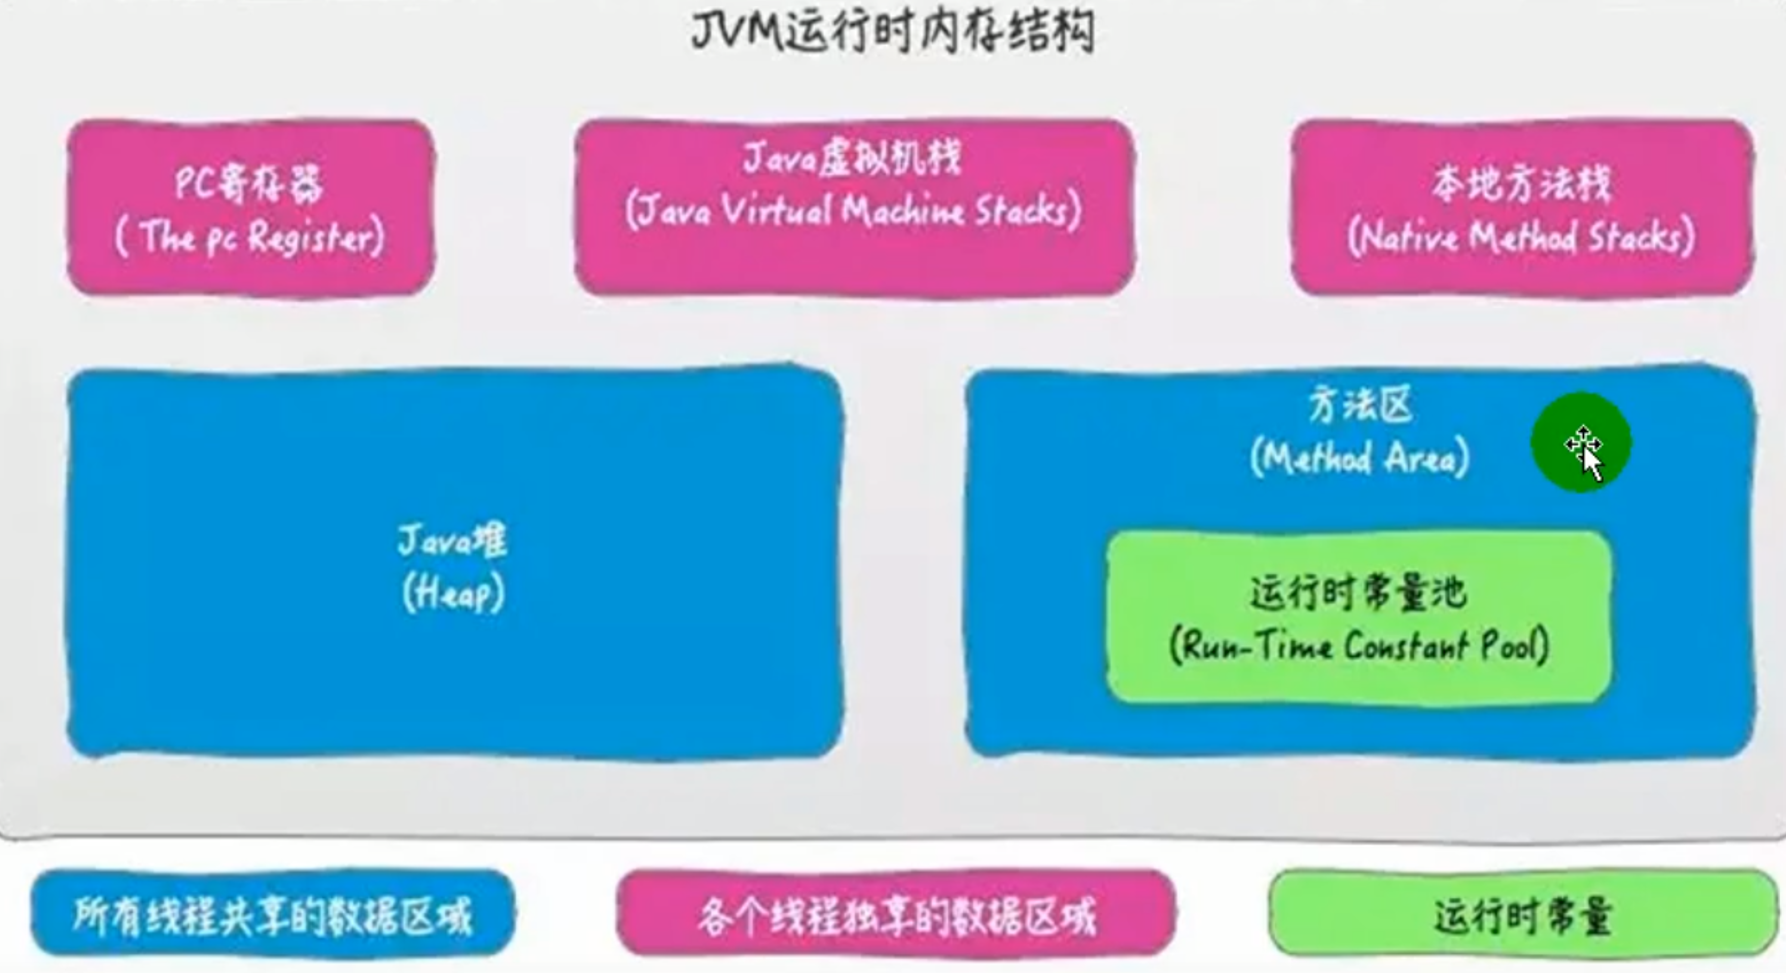 JVM运行时内存结构
PC寄存器
( The pc Register)
Java虚拟机栈
(Java Virtual Machine Stacks)
本地方法栈
(Native Method Stacks)
Java堆
(Heap)
方法区
(Method Area)
运行时常量池
(Run-Time Constant Pool)
所有线程共享的数据区域
各个线程独享的数据区域
运行时常量